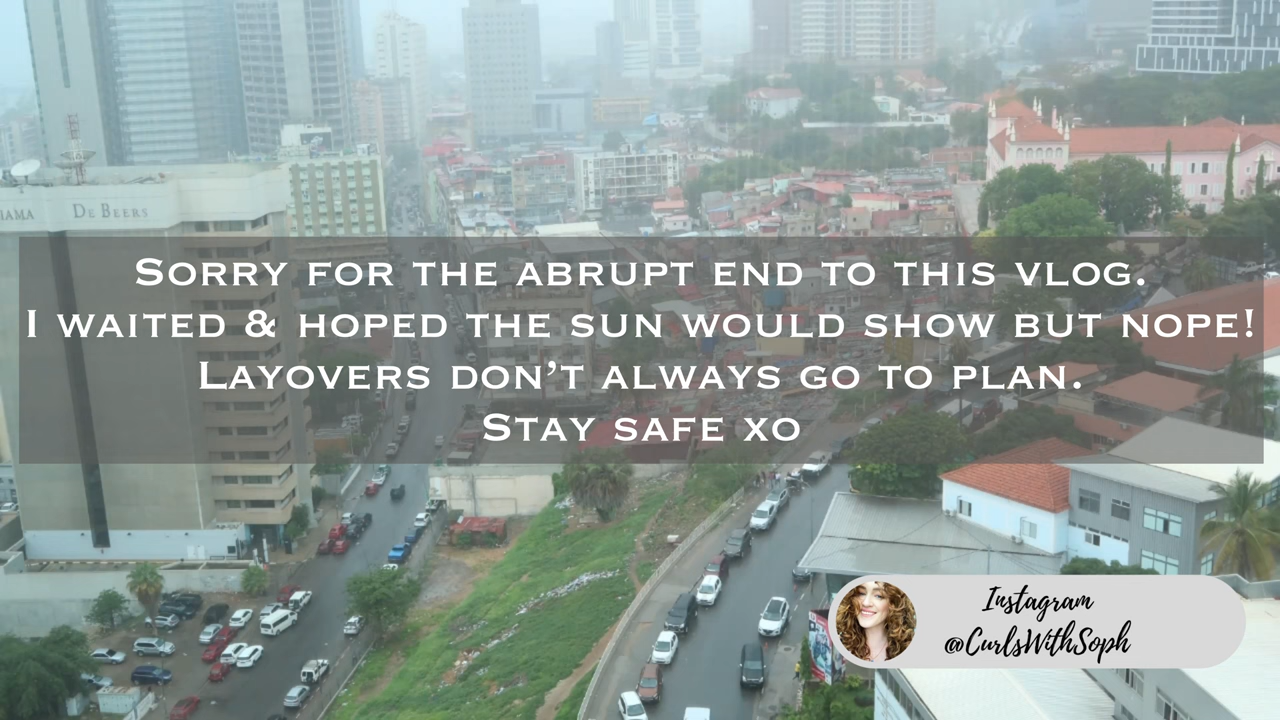 IAMA De Beers
Sorry for the abrupt end to this vlog.
I waited & hoped the sun would show but nope!
Layovers don't always go to plan.
Stay safe xo
Instagram
@CurlsWithSoph